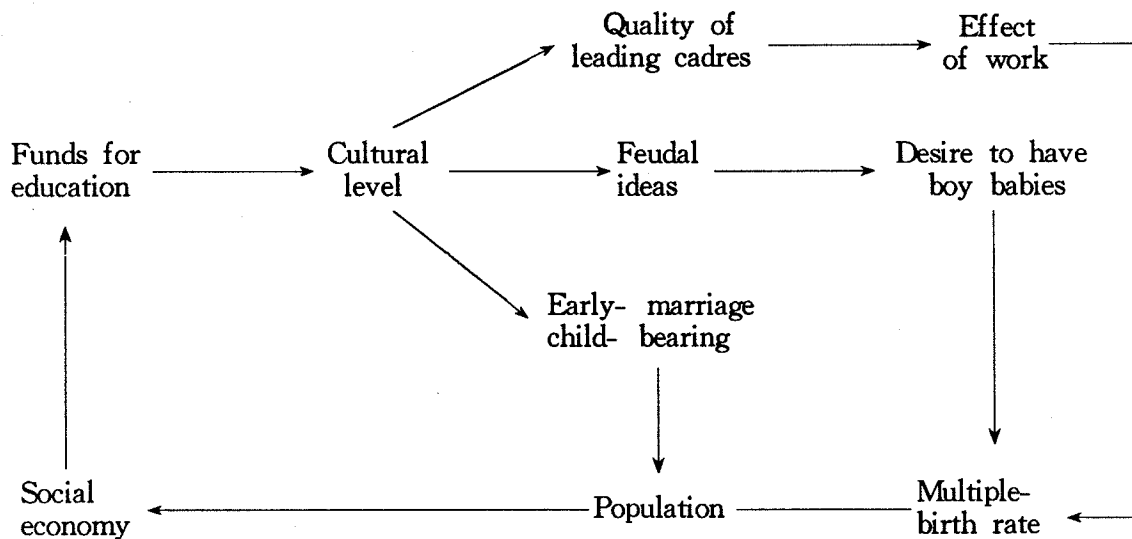 Quality of
leading cadres
Effect
of work
Funds for
education
Cultural
level
Feudal
ideas
Desire to have
boy babies
Early- marriage
child- bearing
Social
economy
Population
Multiple-
birth rate